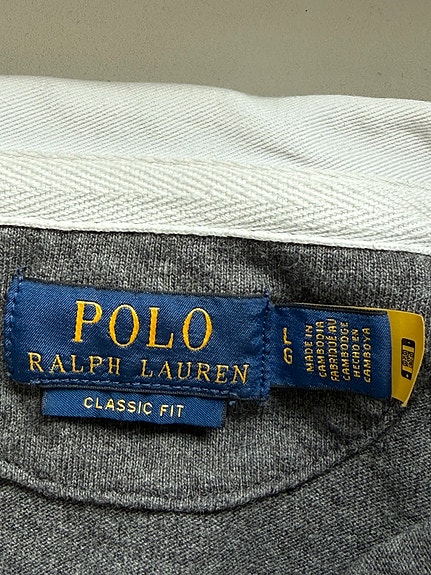 POLO
RALPH LAUREN
CLASSIC FIT
MADE IN
CAMBODIA
FABRIQUÉ AU
CAMBODGE
HECHO EN
CAMBOYA